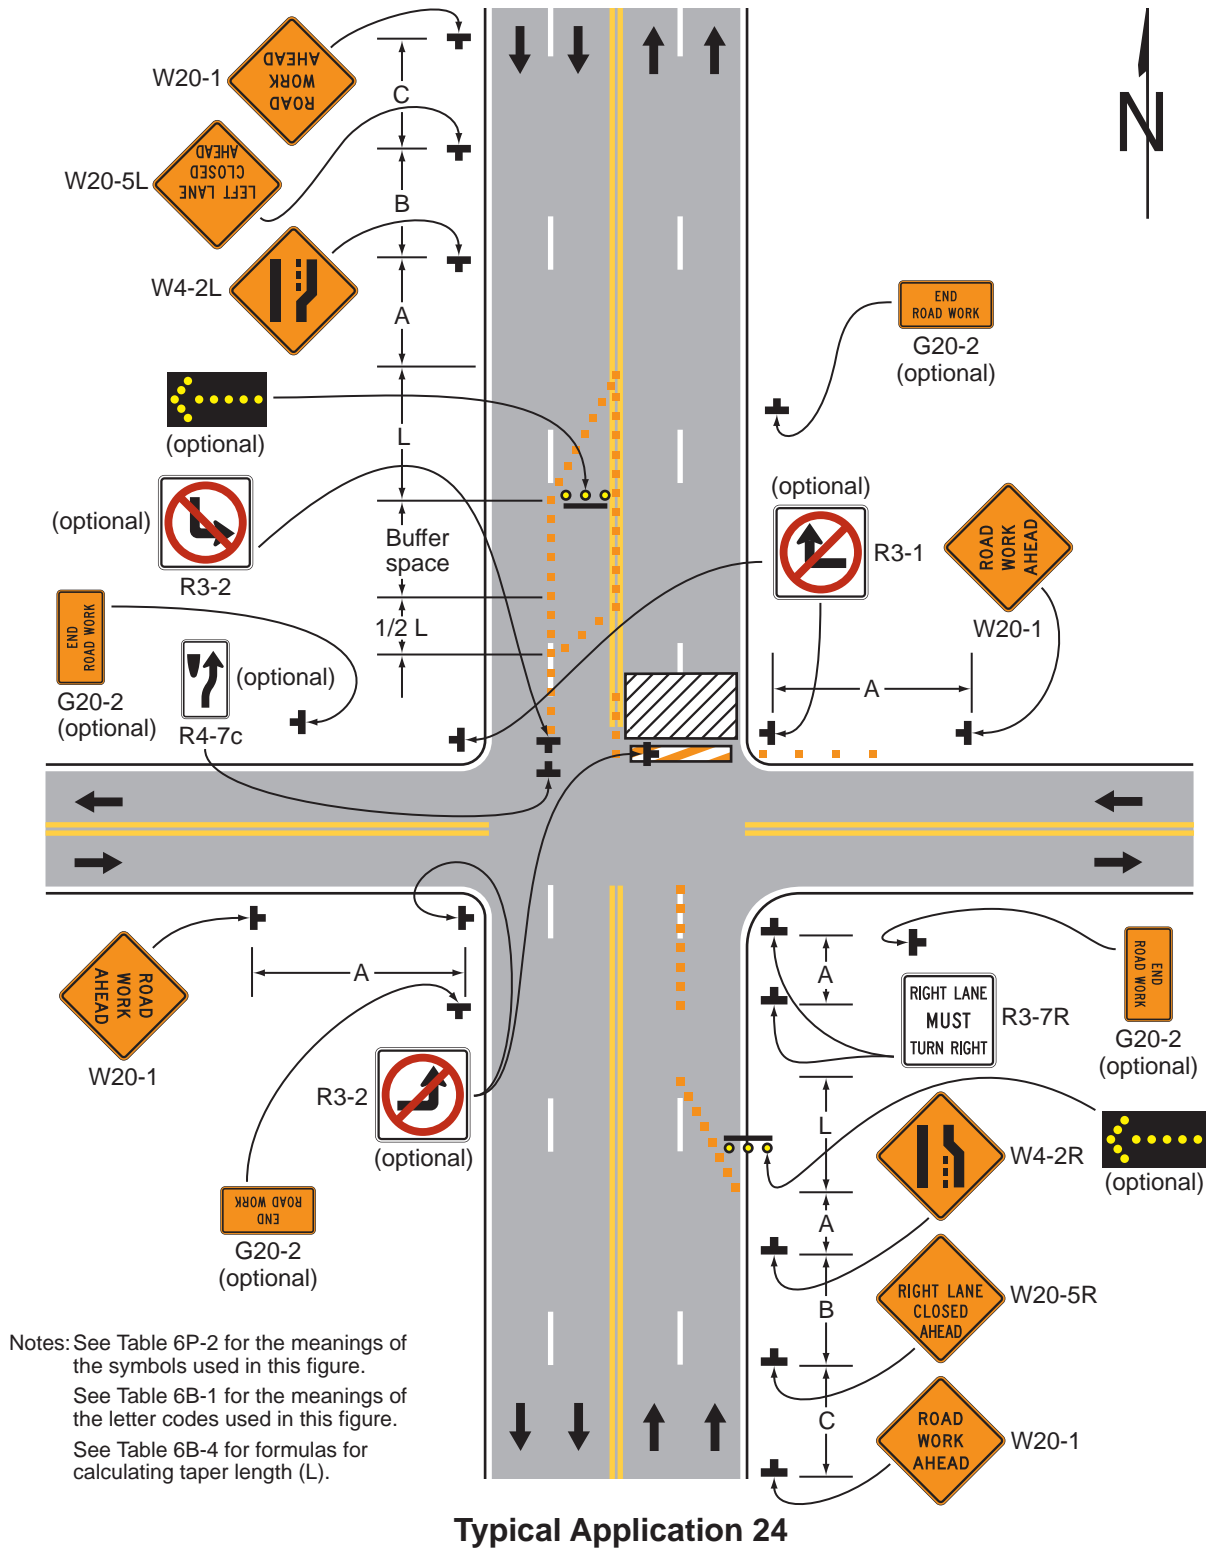 W20-1
ROAD
WORK
AHEAD
C
W20-5L
LEFT LANE
CLOSED
AHEAD
B
W4-2L
A
N
END
ROAD WORK
G20-2
(optional)
(optional)
L
(optional)
R3-2
Buffer
space
(optional)
R3-1
ROAD
WORK
AHEAD
W20-1
END
ROAD WORK
G20-2
(optional)
1/2 L
(optional)
R4-7c
A
ROAD
WORK
AHEAD
W20-1
A
R3-2
(optional)
END
ROAD WORK
G20-2
(optional)
A
RIGHT LANE
MUST
TURN RIGHT
R3-7R
END
ROAD WORK
G20-2
(optional)
L
W4-2R
(optional)
A
B
RIGHT LANE
CLOSED
AHEAD
W20-5R
C
ROAD
WORK
AHEAD
W20-1
Notes: See Table 6P-2 for the meanings of
the symbols used in this figure.
See Table 6B-1 for the meanings of
the letter codes used in this figure.
See Table 6B-4 for formulas for
calculating taper length (L).
Typical Application 24